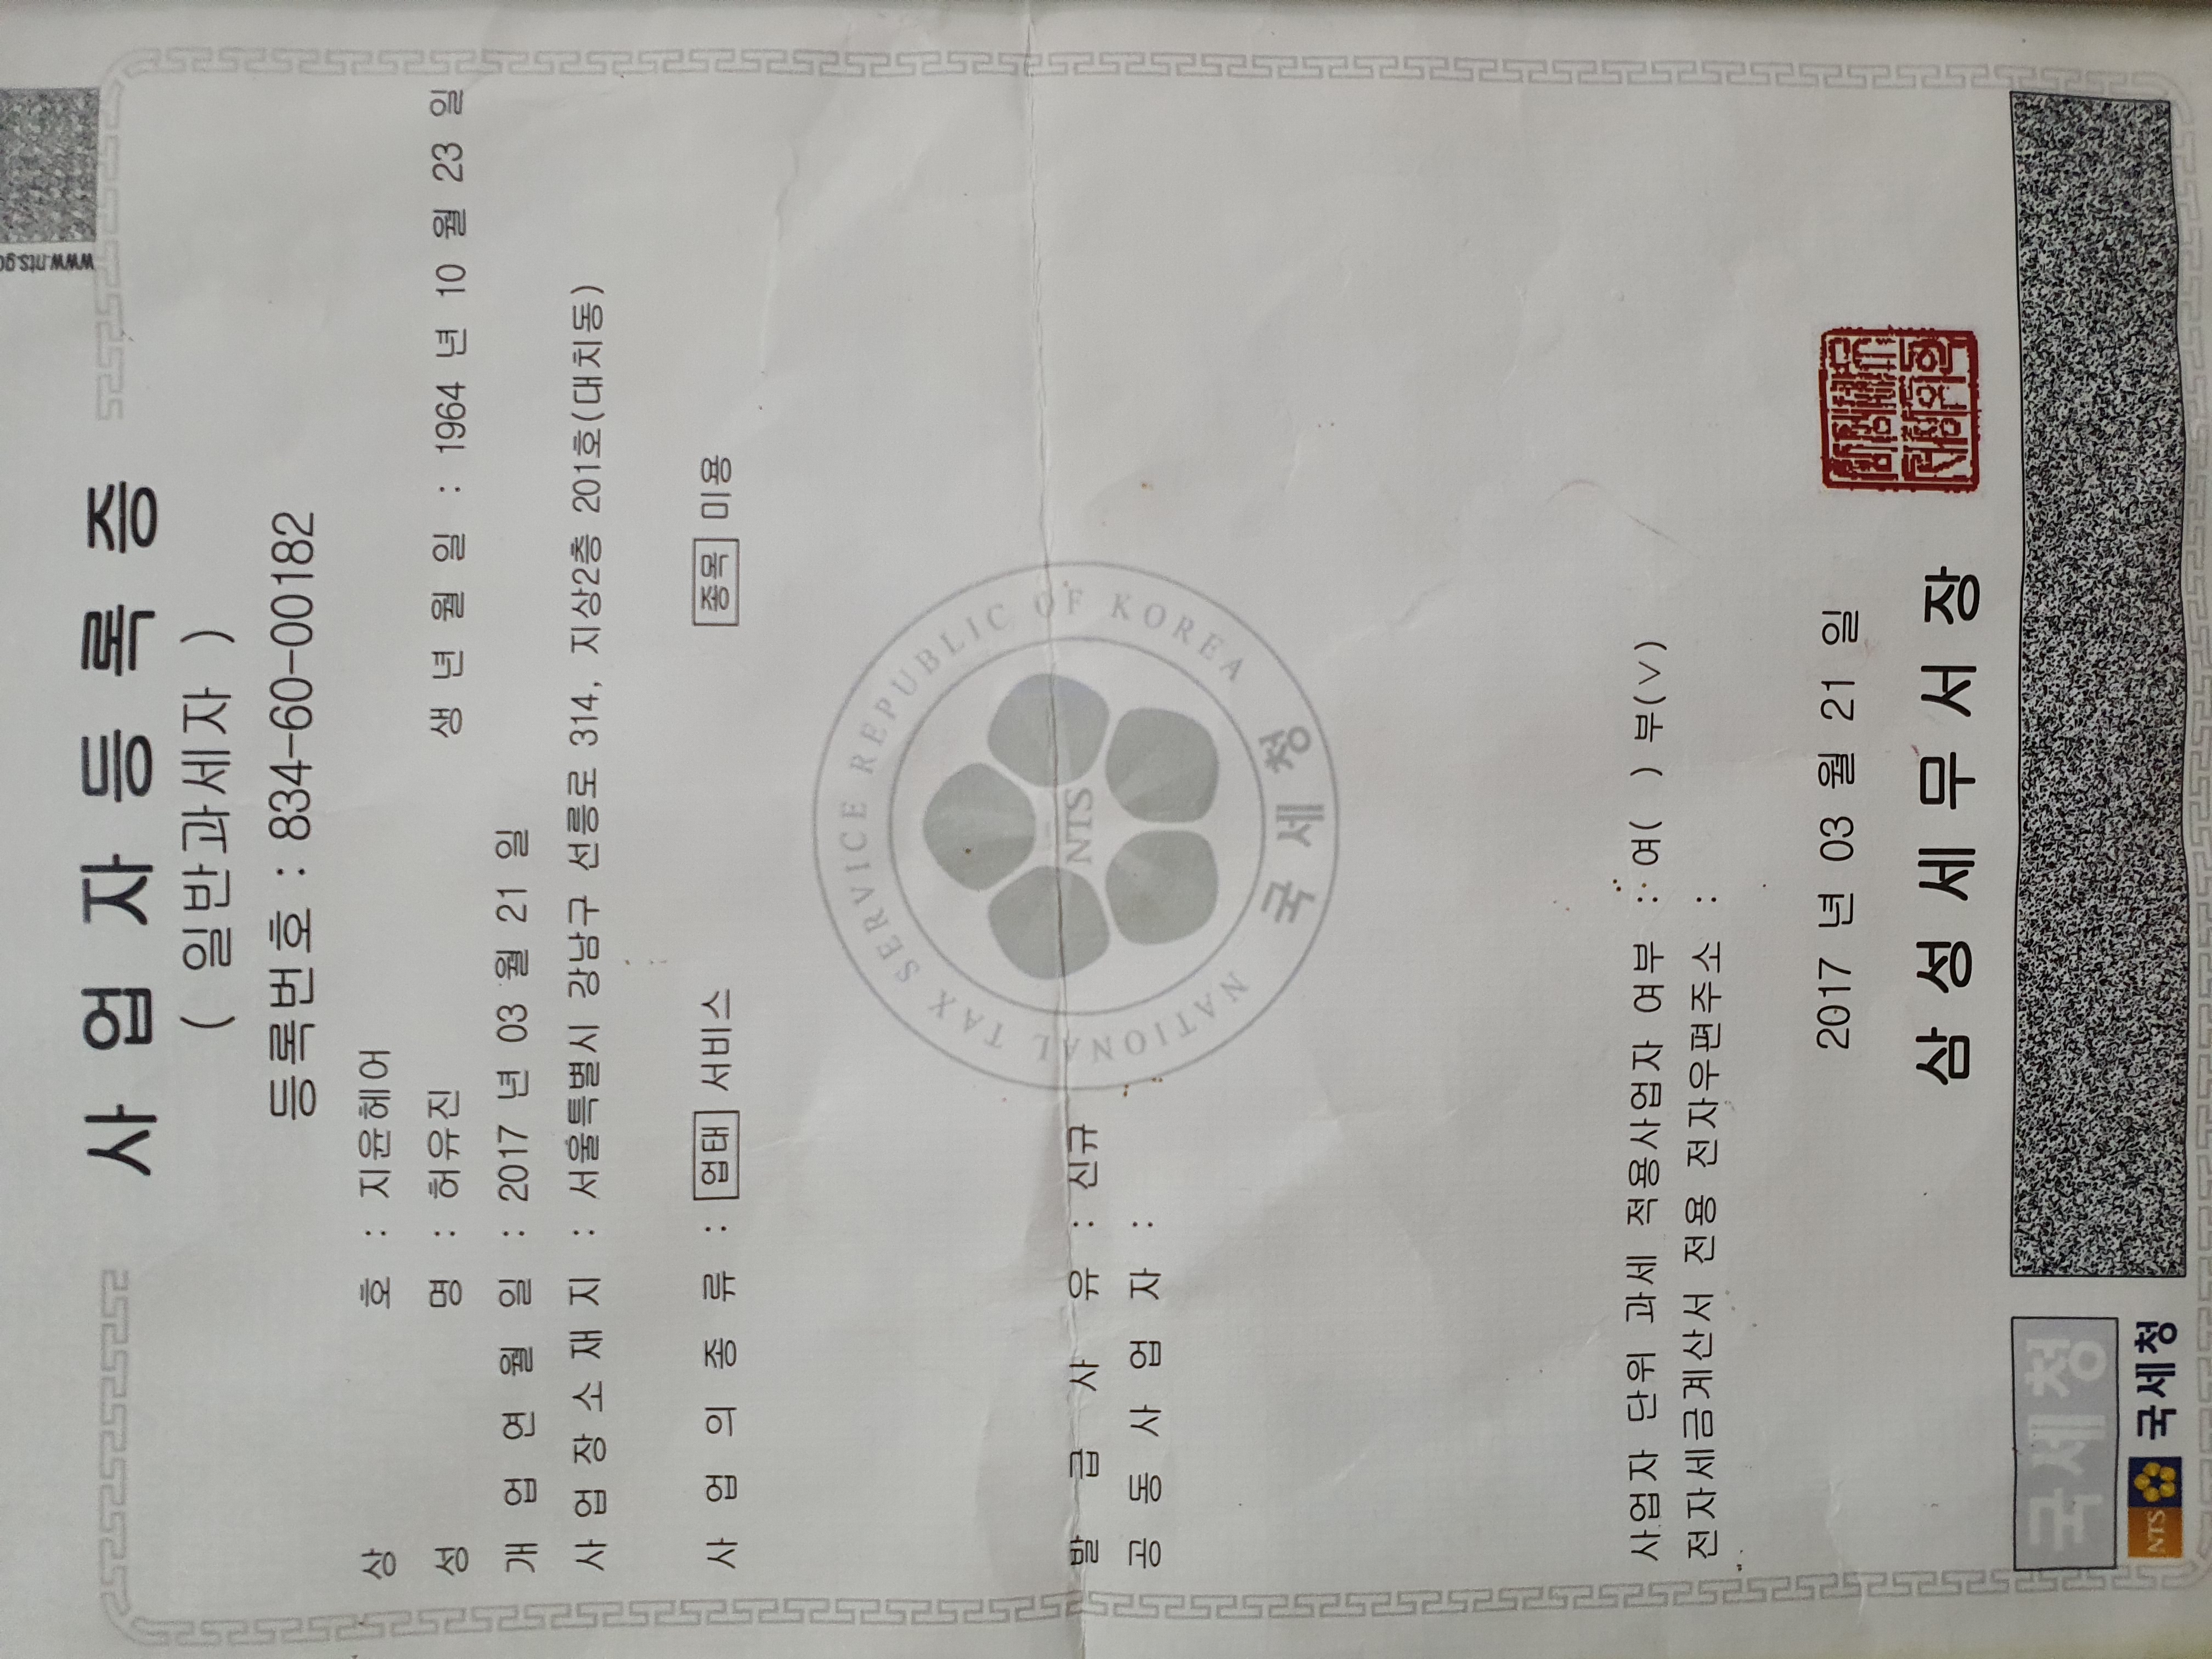 www.nts.go
사업자등록증
( 일반과세자 )
등록번호 : 834-60-00182
상 호 : 지윤헤어
성 명 : 허유진 생 년 월 일 : 1964 년 10 월 23 일
개 업 연 월 일 : 2017 년 03 월 21 일
사 업 장 소 재 지 : 서울특별시 강남구 선릉로 314, 지상2층 201호(대치동)
사 업 의 종 류 : 업태 서비스 종목 미용
NATIONAL TAX SERVICE REPUBLIC OF KOREA
NTS
국세청
발 급 사 유 : 신규
공 동 사 업 자 :
사업자 단위 과세 적용사업자 여부 : 여( ) 부(∨)
전자세금계산서 전용 전자우편주소 :
2017 년 03 월 21 일
삼 성 세 무 서 장
국세청
NTS 국세청